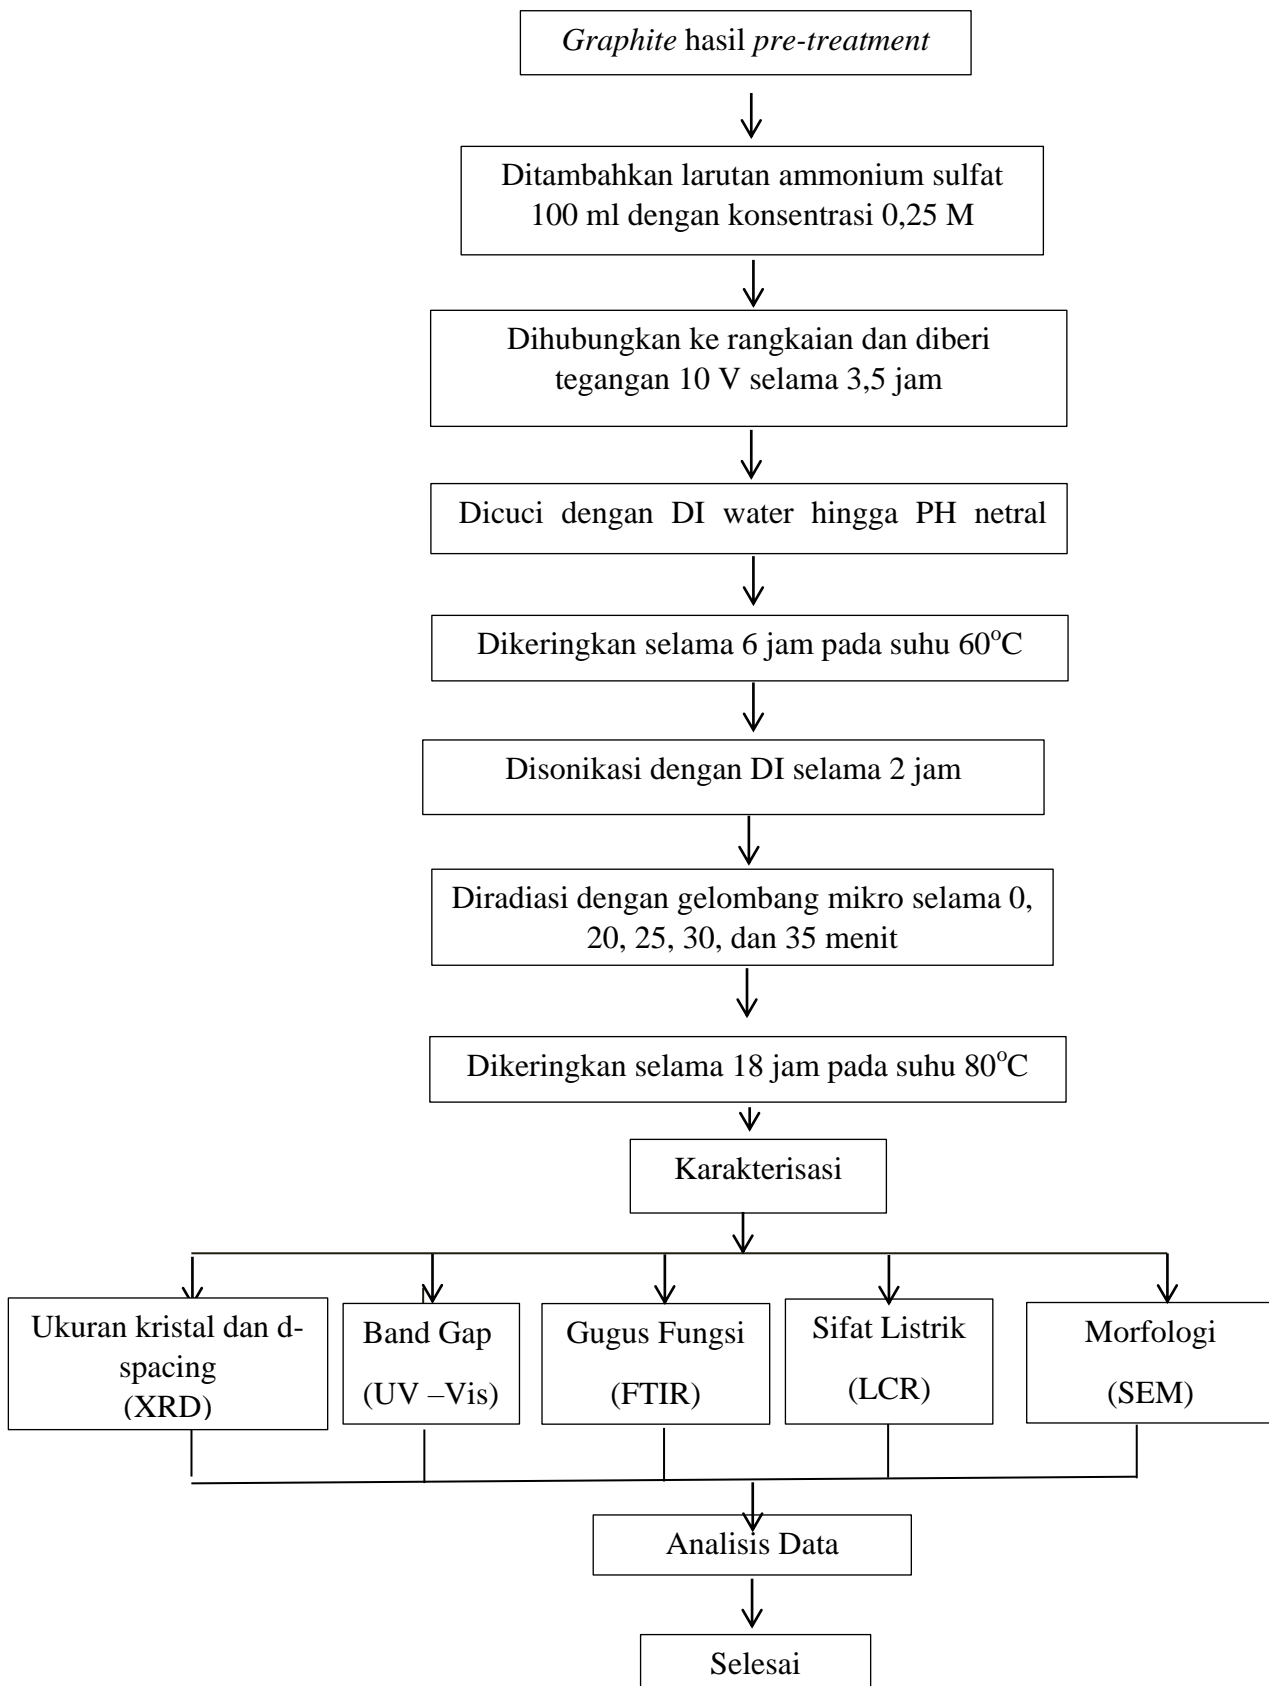 Graphite hasil pre-treatment
Ditambahkan larutan ammonium sulfat
100 ml dengan konsentrasi 0,25 M
Dihubungkan ke rangkaian dan diberi
tegangan 10 V selama 3,5 jam
Dicuci dengan DI water hingga PH netral
Dikeringkan selama 6 jam pada suhu 60°C
Disonikasi dengan DI selama 2 jam
Diradiasi dengan gelombang mikro selama 0,
20, 25, 30, dan 35 menit
Dikeringkan selama 18 jam pada suhu 80°C
Karakterisasi
Ukuran kristal dan d-
spacing
(XRD)
Band Gap
(UV –Vis)
Gugus Fungsi
(FTIR)
Sifat Listrik
(LCR)
Morfologi
(SEM)
Analisis Data
Selesai